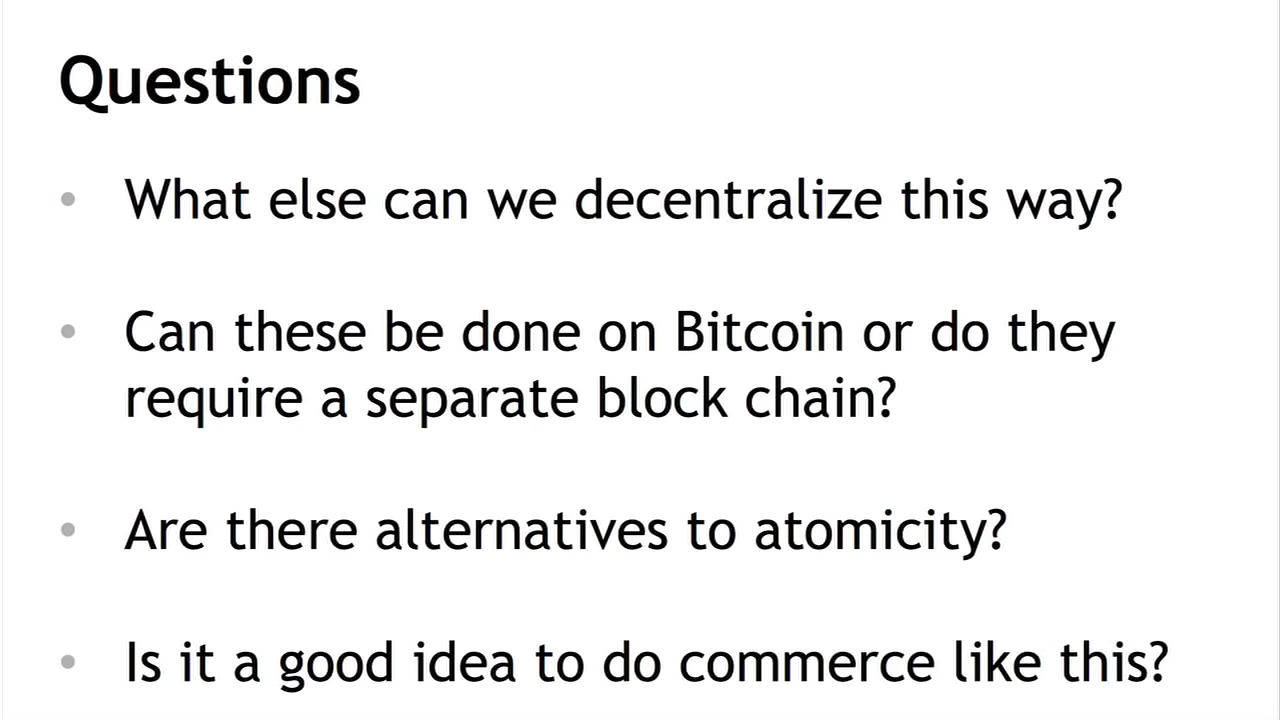 Questions
• What else can we decentralize this way?
• Can these be done on Bitcoin or do they
require a separate block chain?
• Are there alternatives to atomicity?
• Is it a good idea to do commerce like this?